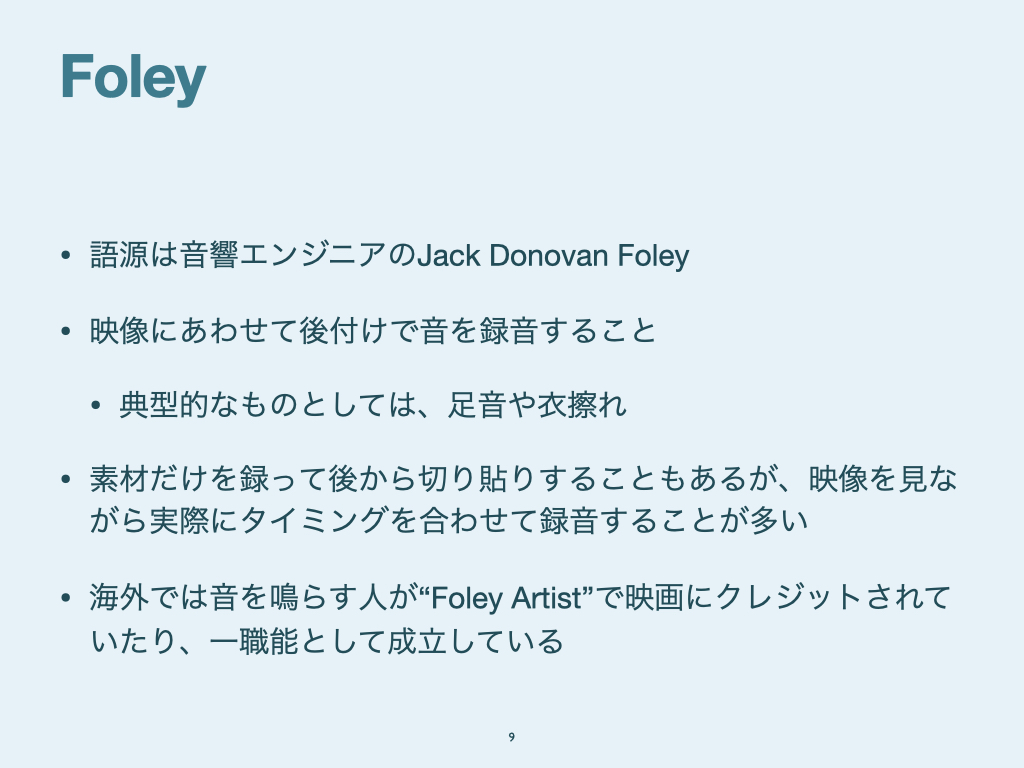 Foley
• 語源は音響エンジニアのJack Donovan Foley
• 映像にあわせて後付けで音を録音すること
• 典型的なものとしては、足音や衣擦れ
• 素材だけを録って後から切り貼りすることもあるが、映像を見な
がら実際にタイミングを合わせて録音することが多い
• 海外では音を鳴らす人が“Foley Artist”で映画にクレジットされて
いたり、一職能として成立している
9